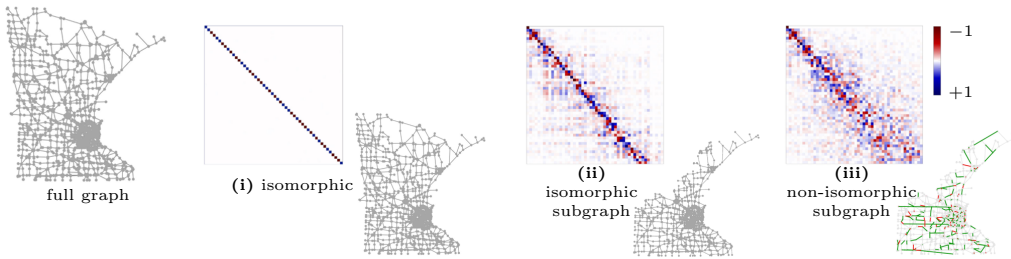 full graph
(i) isomorphic
(ii)
isomorphic
subgraph
(iii)
non-isomorphic
subgraph
−1
+1